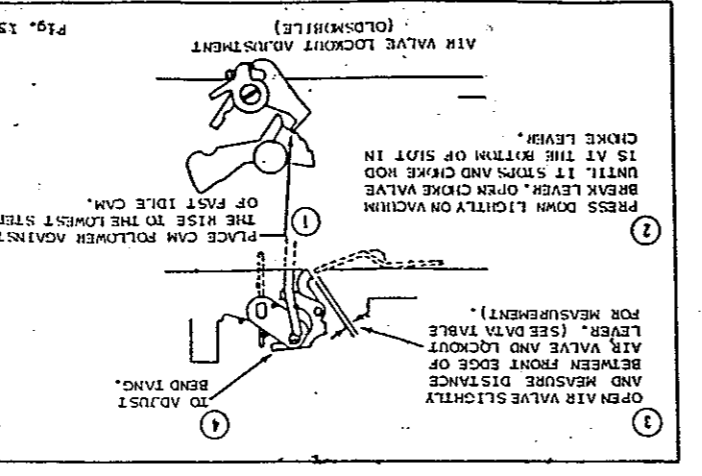 3
OPEN AIR VALVE SLIGHTLY
AND MEASURE DISTANCE
BETWEEN FRONT EDGE OF
AIR VALVE AND LOCKOUT
LEVER. (SEE DATA TABLE
FOR MEASUREMENT).
4
TO ADJUST
BEND TANG.
2
PRESS DOWN LIGHTLY ON VACUUM
BREAK LEVER. OPEN CHOKE VALVE
UNTIL IT STOPS AND CHOKE ROD
IS AT THE BOTTOM OF SLOT IN
CHOKE LEVER.
1
PLACE CAM FOLLOWER AGAINST
THE RISE TO THE LOWEST STEP
OF FAST IDLE CAM.
AIR VALVE LOCKOUT ADJUSTMENT
(OLDSMOBILE)
Fig. 15